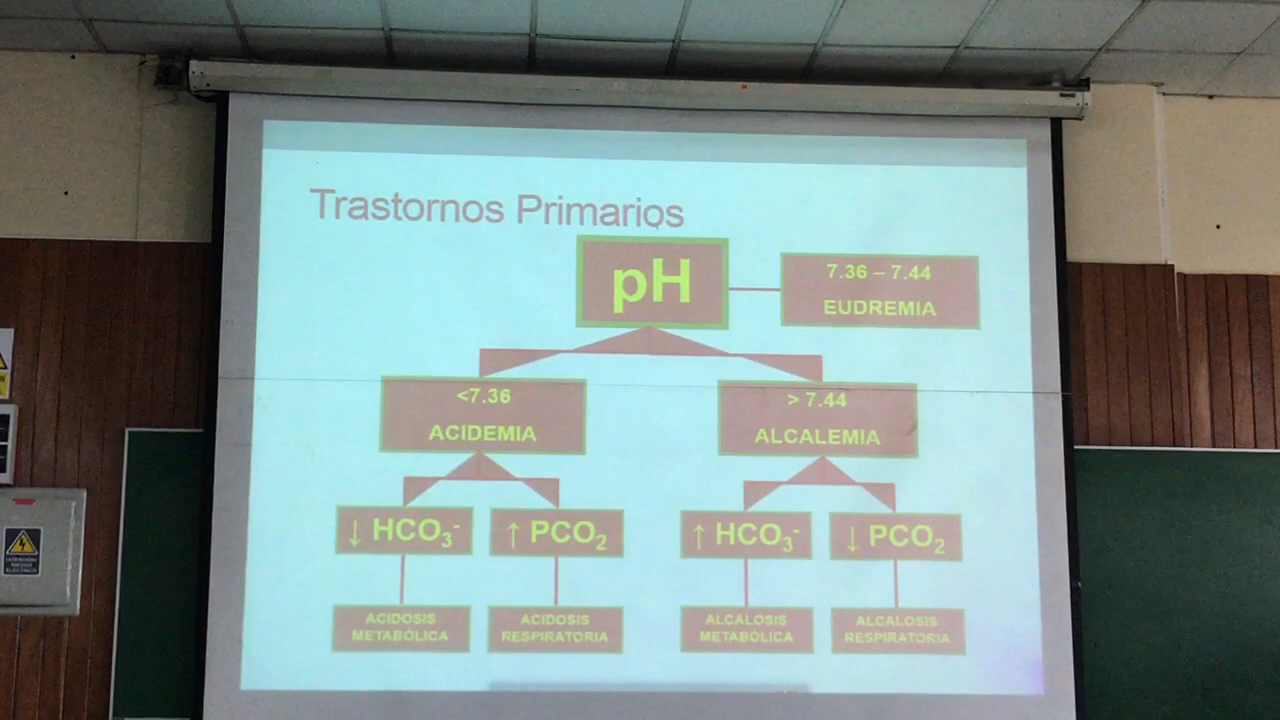 Trastornos Primarios
pH
7.36 – 7.44
EUDREMIA
<7.36
ACIDEMIA
> 7.44
ALCALEMIA
↓ HCO₃⁻
↑ PCO₂
↑ HCO₃⁻
↓ PCO₂
ACIDOSIS
METABÓLICA
ACIDOSIS
RESPIRATORIA
ALCALOSIS
METABÓLICA
ALCALOSIS
RESPIRATORIA